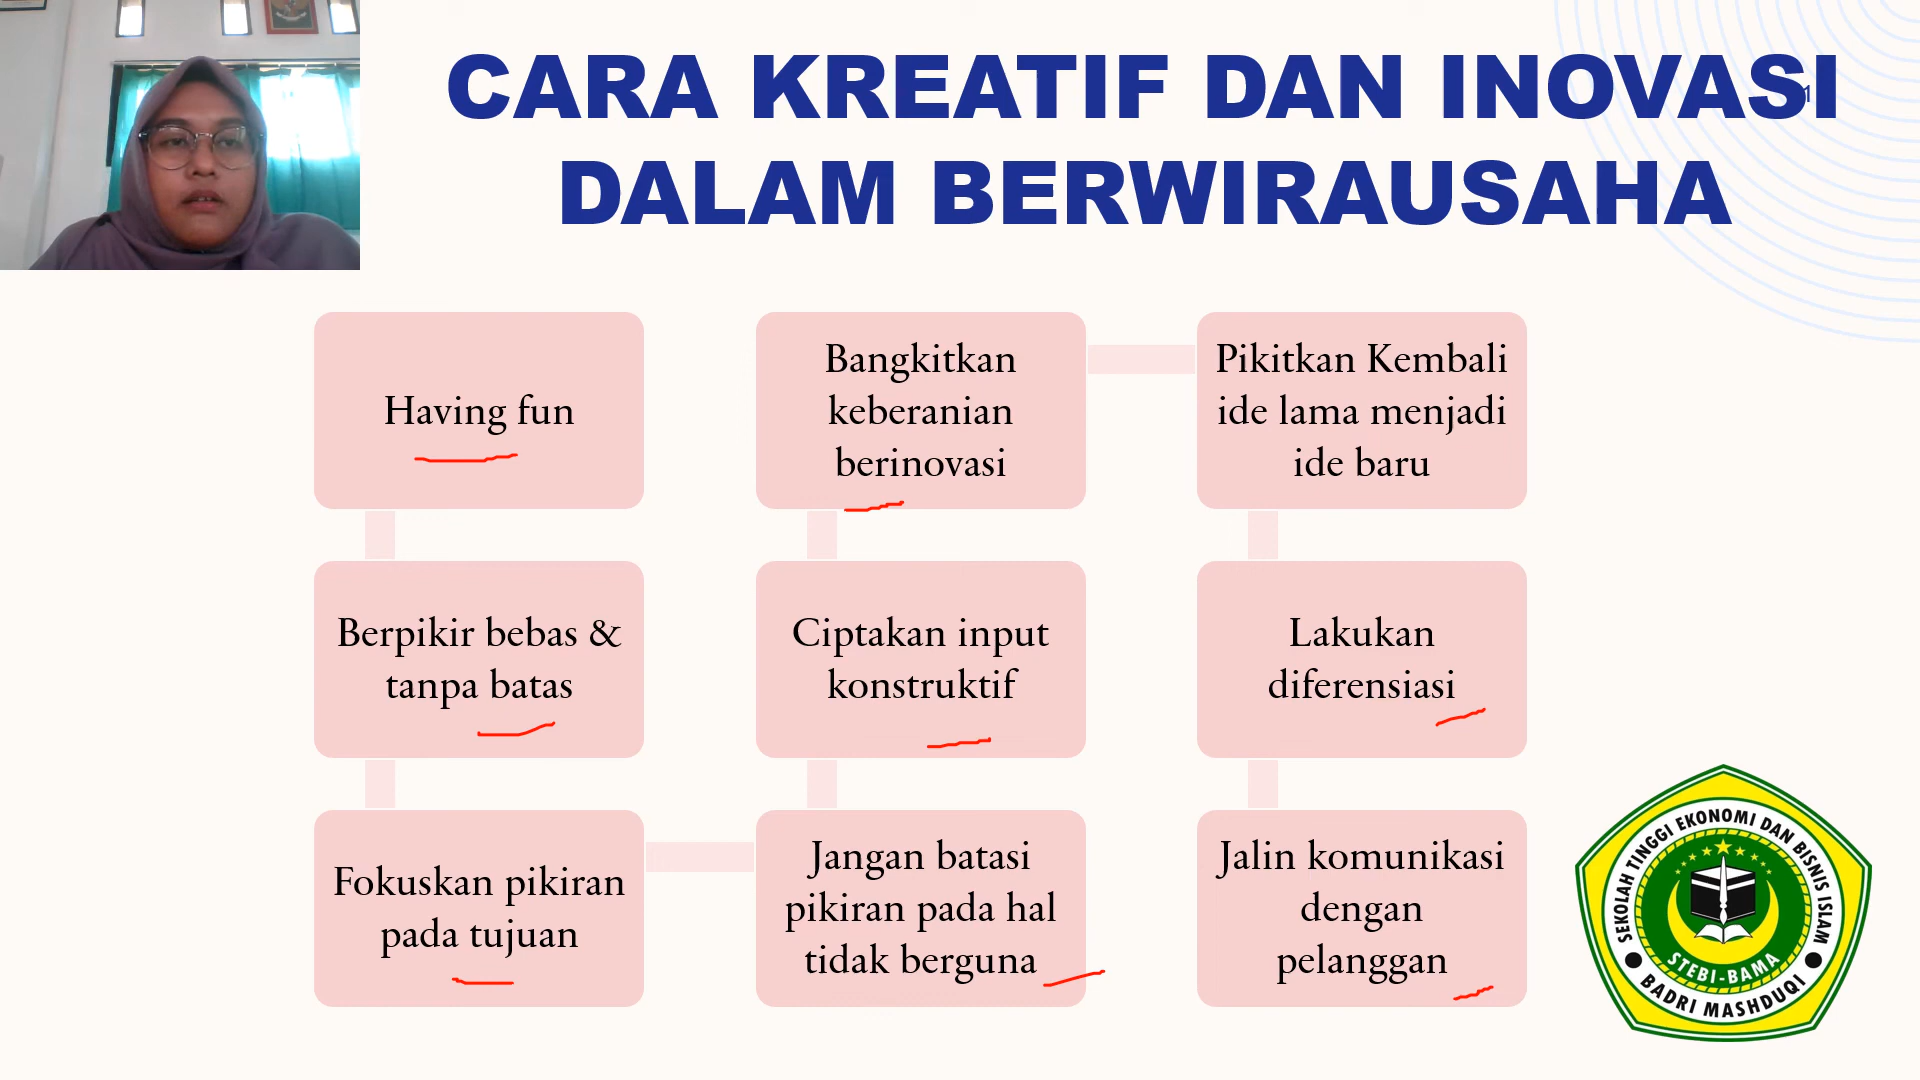 CARA KREATIF DAN INOVASI
DALAM BERWIRAUSAHA
1
Having fun
Berpikir bebas &
tanpa batas
Fokuskan pikiran
pada tujuan
Jangan batasi
pikiran pada hal
tidak berguna
Ciptakan input
konstruktif
Bangkitkan
keberanian
berinovasi
Pikitkan Kembali
ide lama menjadi
ide baru
Lakukan
diferensiasi
Jalin komunikasi
dengan
pelanggan
SEKOLAH TINGGI EKONOMI DAN BISNIS ISLAM
STEBI-BAMA
BADRI MASHDUQI